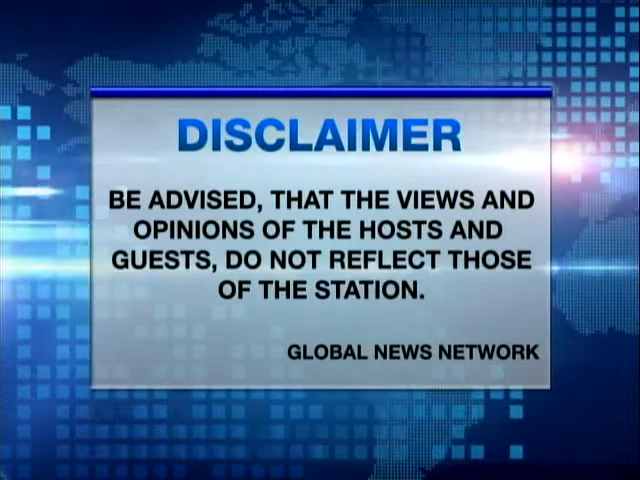 DISCLAIMER
BE ADVISED, THAT THE VIEWS AND
OPINIONS OF THE HOSTS AND
GUESTS, DO NOT REFLECT THOSE
OF THE STATION.
GLOBAL NEWS NETWORK